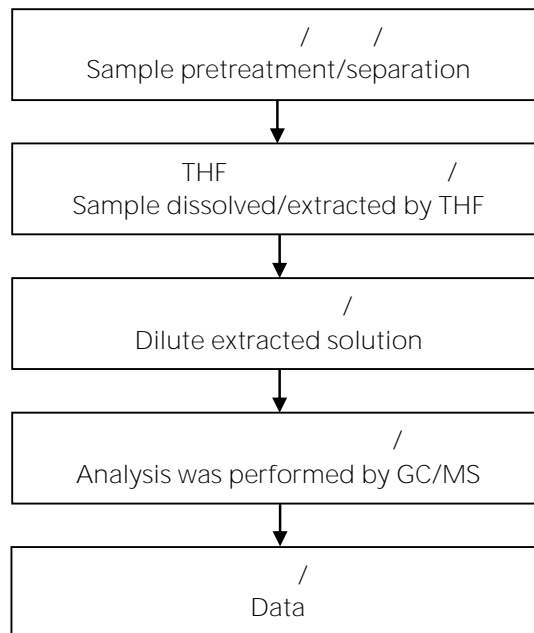 / /
Sample pretreatment/separation
THF /
Sample dissolved/extracted by THF
/
Dilute extracted solution
/
Analysis was performed by GC/MS
/
Data